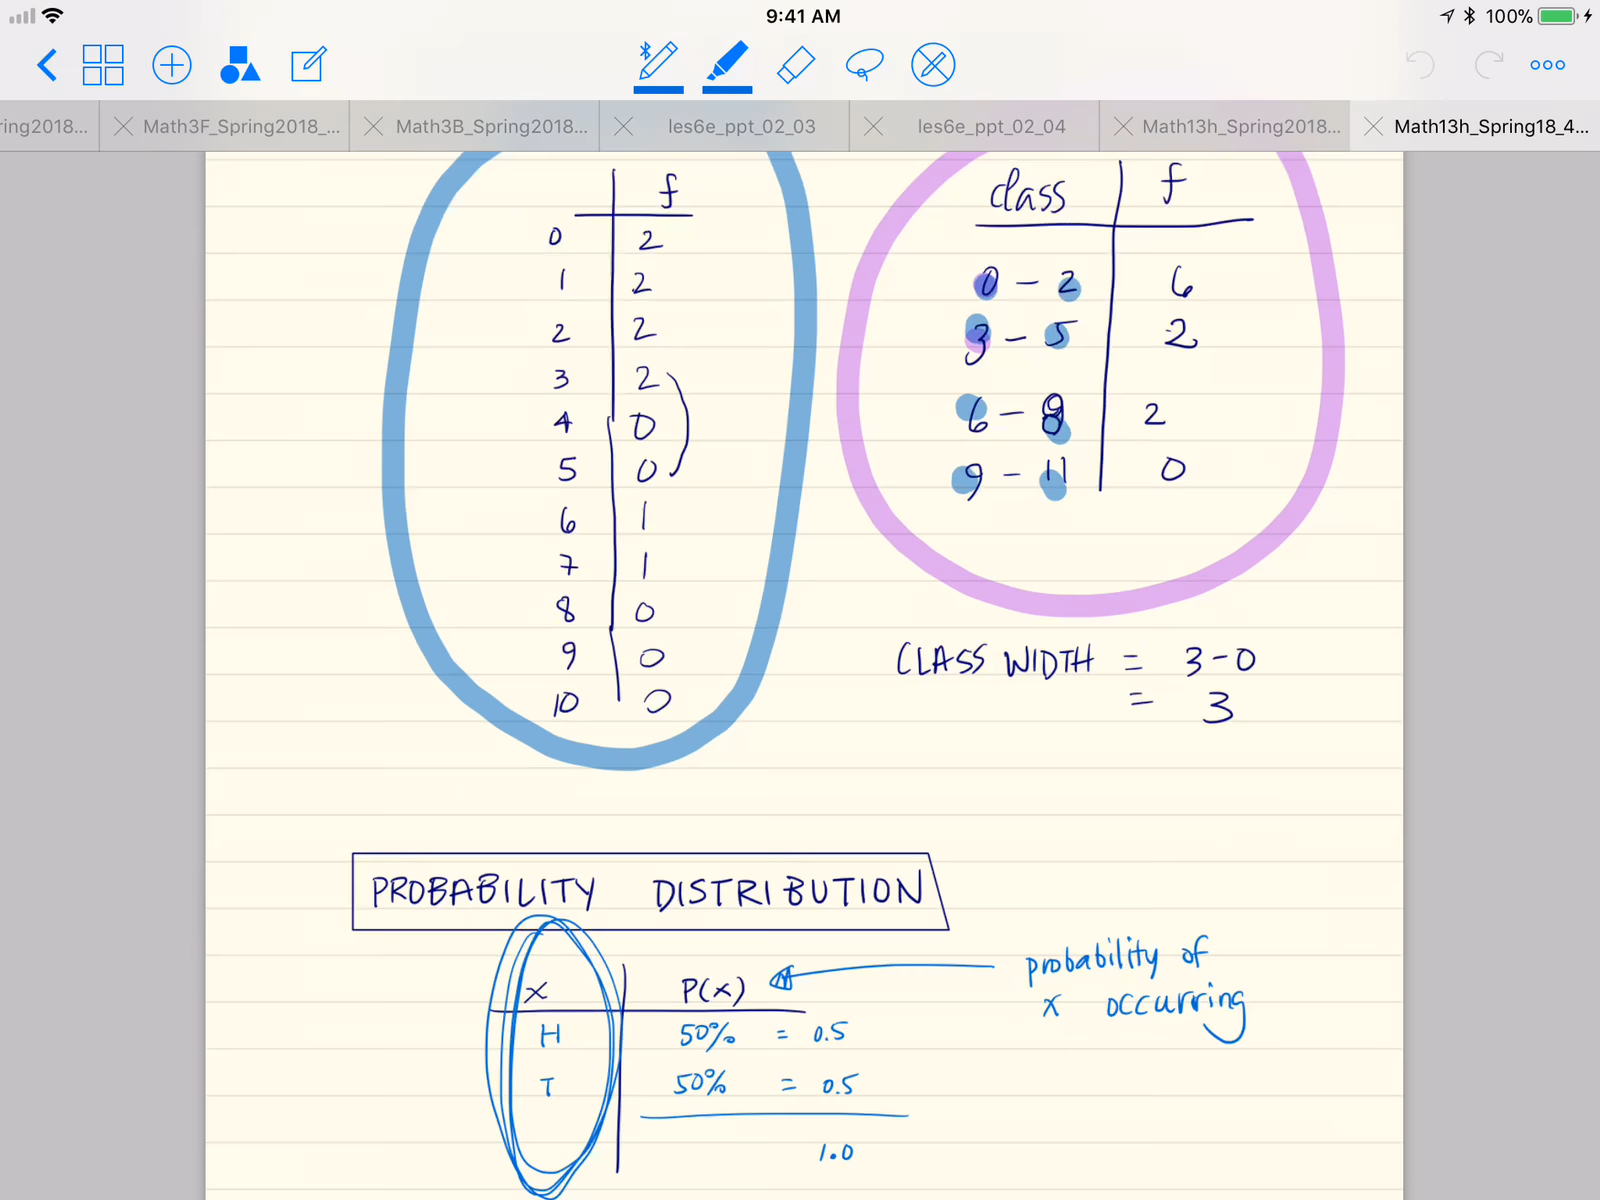 9:41 AM
100%
ring2018...
Math3F_Spring2018_...
Math3B_Spring2018...
les6e_ppt_02_03
les6e_ppt_02_04
Math13h_Spring2018...
Math13h_Spring18_4...
f
0 2
1 2
2 2
3 2
4 0
5 0
6 1
7 1
8 0
9 0
10 0
class f
0 - 2 6
3 - 5 2
6 - 8 2
9 - 11 0
CLASS WIDTH = 3-0
= 3
PROBABILITY DISTRIBUTION
x P(x)
H 50% = 0.5
T 50% = 0.5
1.0
probability of
x occurring